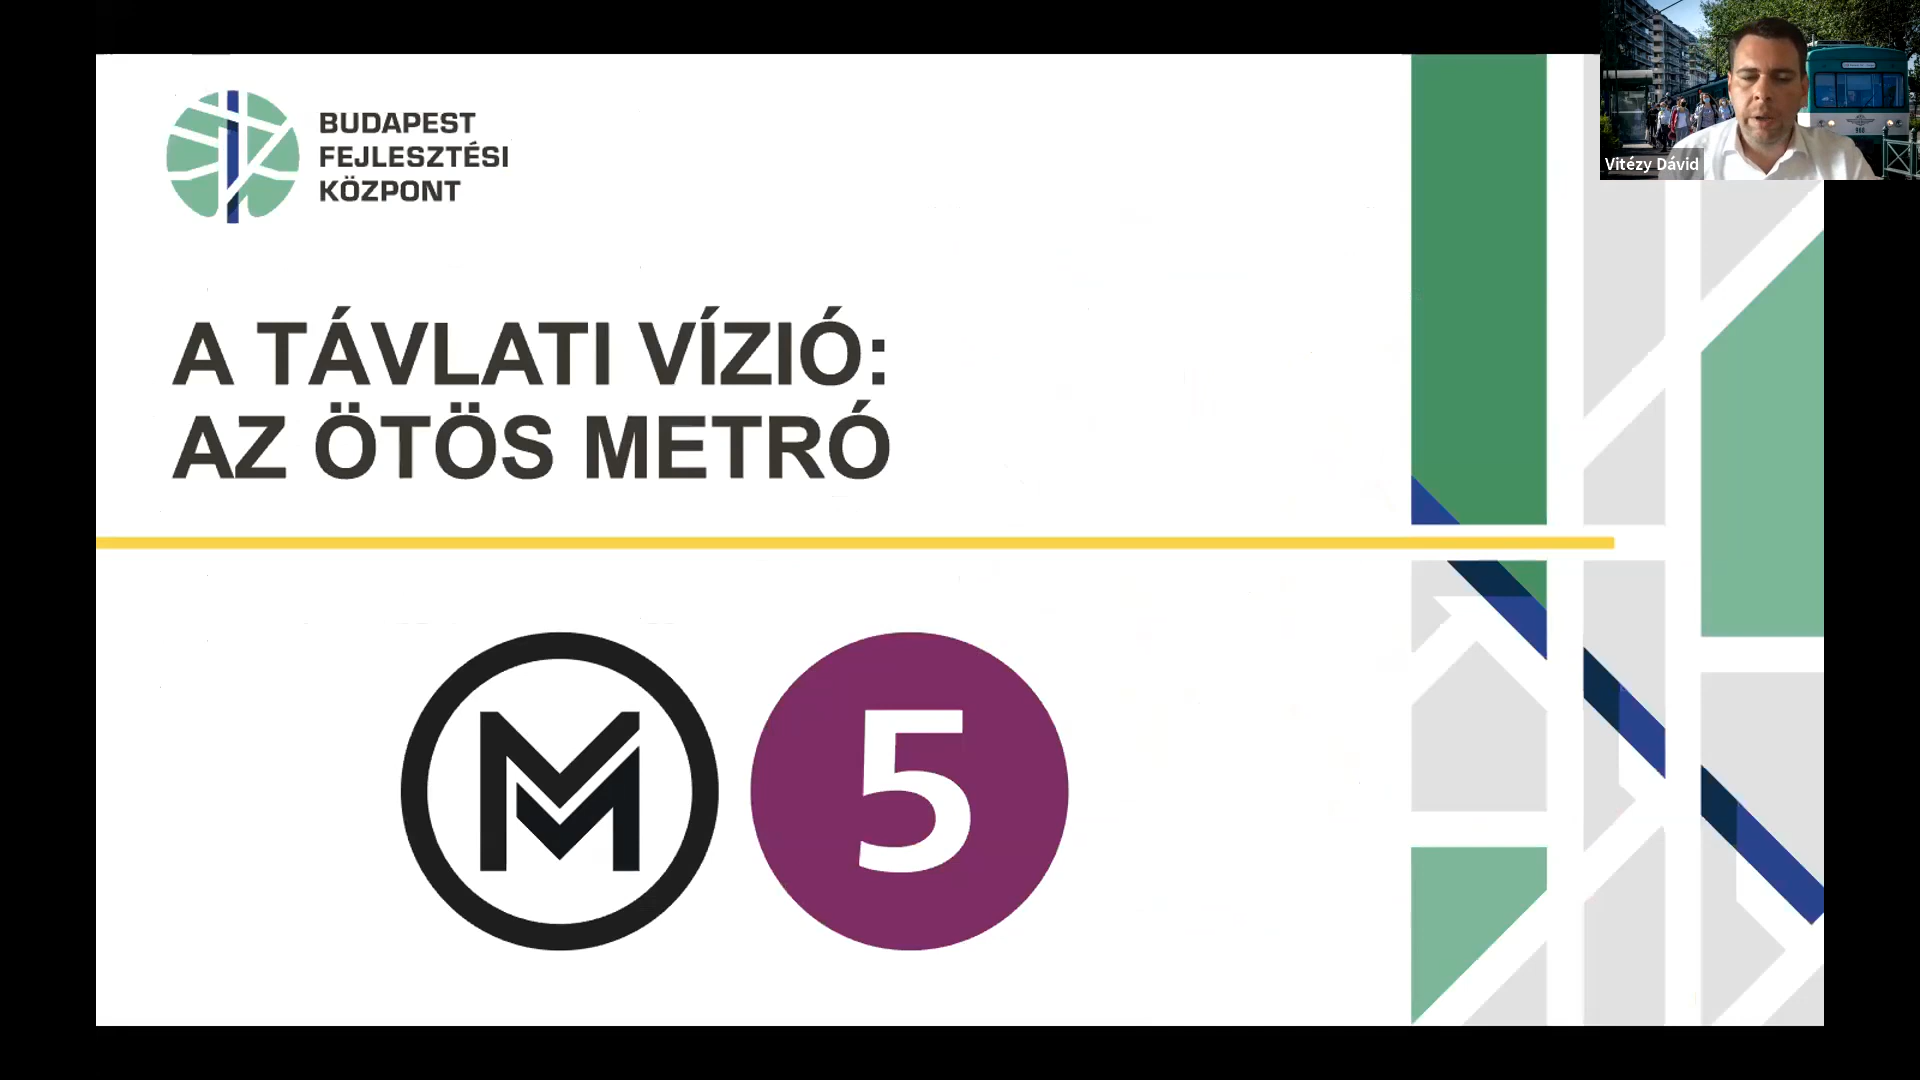 BUDAPEST
FEJLESZTÉSI
KÖZPONT
Vitézy Dávid
A TÁVLATI VÍZIÓ:
AZ ÖTÖS METRÓ
M 5